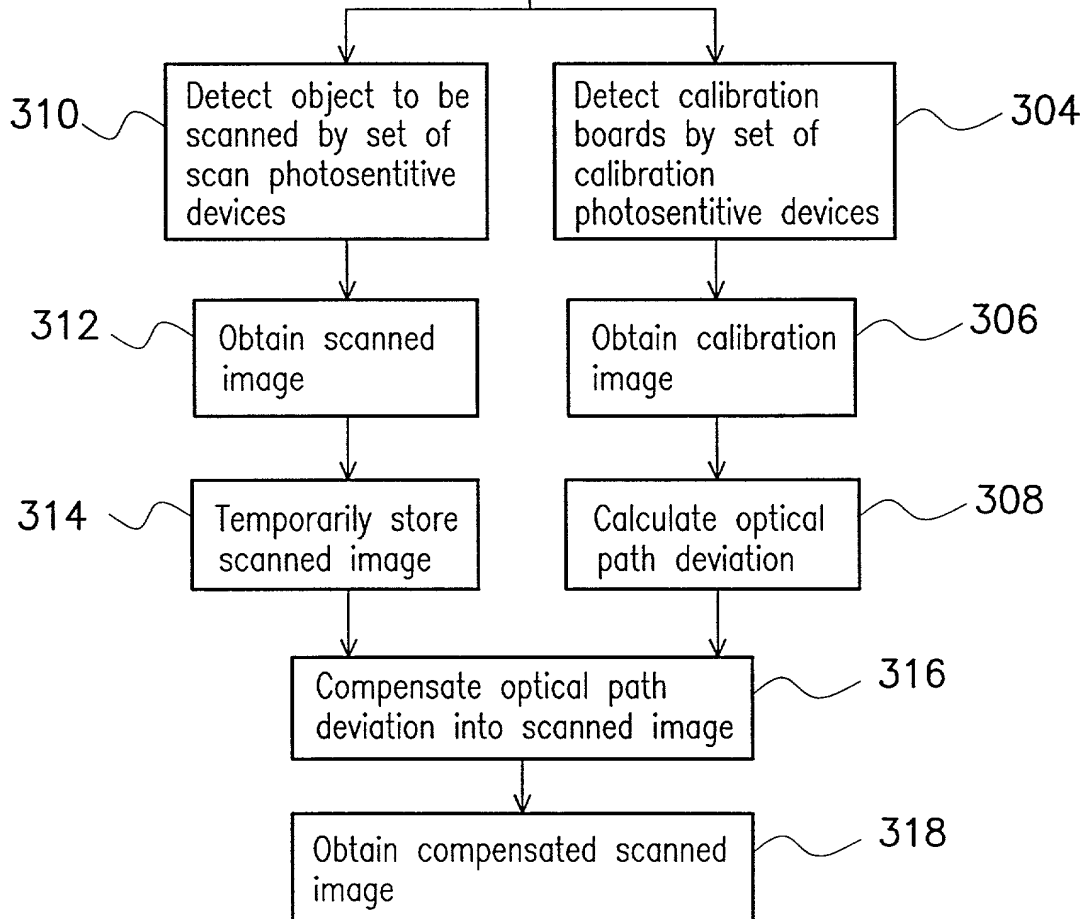 310
Detect object to be
scanned by set of
scan photosentitive
devices
Detect calibration
boards by set of
calibration
photosentitive devices
304
312
Obtain scanned
image
Obtain calibration
image
306
314
Temporarily store
scanned image
Calculate optical
path deviation
308
Compensate optical path
deviation into scanned image
316
Obtain compensated scanned
image
318